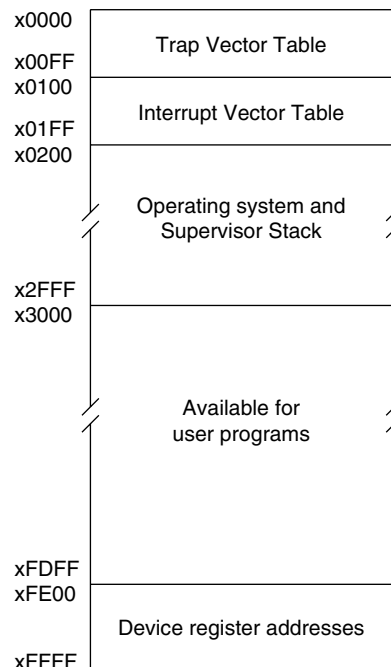 x0000
Trap Vector Table
x00FF
x0100
Interrupt Vector Table
x01FF
x0200
Operating system and
Supervisor Stack
x2FFF
x3000
Available for
user programs
xFDFF
xFE00
Device register addresses
xFFFF